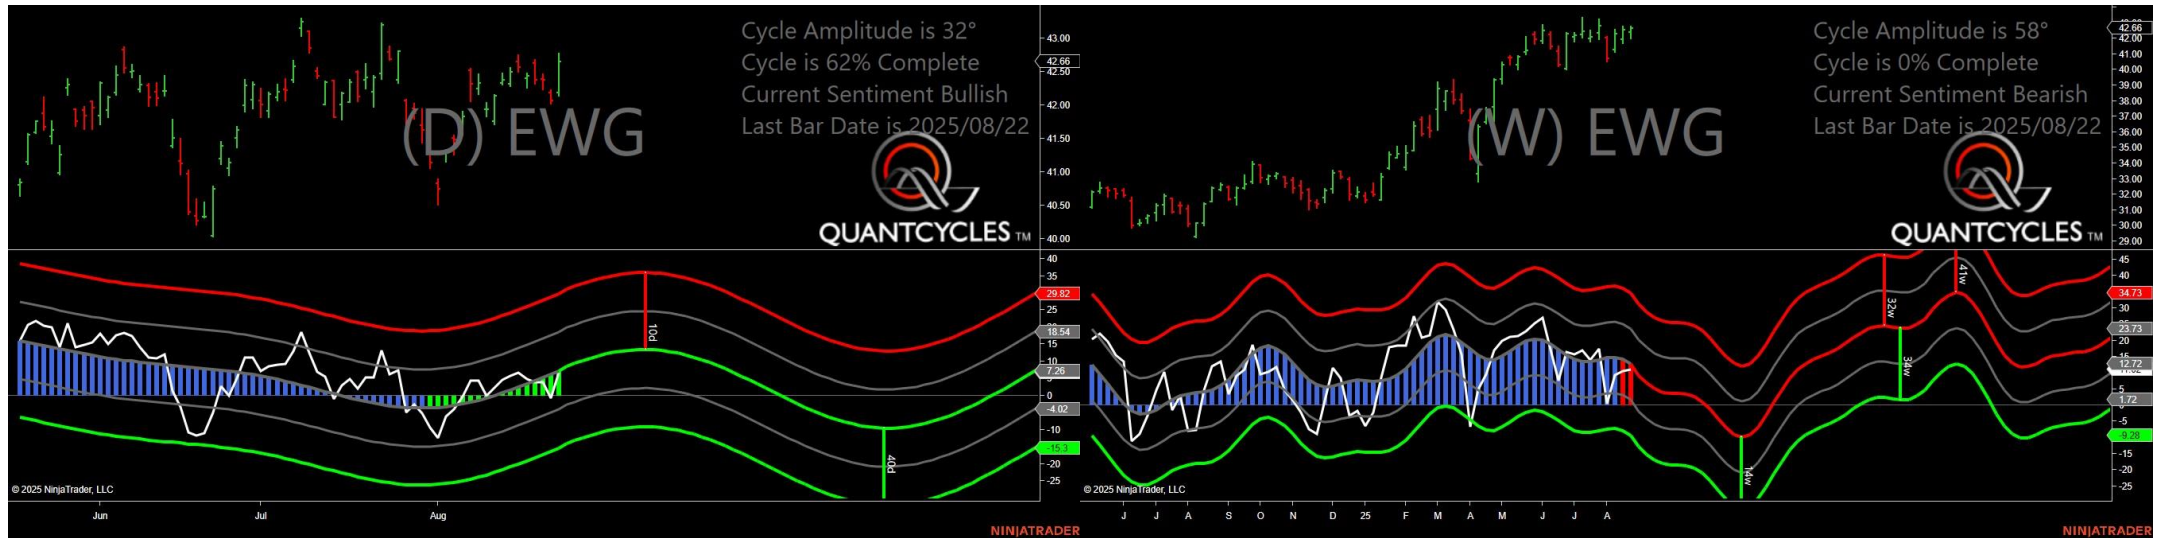 Cycle Amplitude is 32°
Cycle is 62% Complete
Current Sentiment Bullish
Last Bar Date is 2025/08/22
(D) EWG
QUANTCYCLES TM
43.00
42.66
42.50
42.00
41.50
41.00
40.50
40.00
40
35
29.82
25
18.54
15
10
7.26
0
-4.02
-10
-15.3
-20
-25
10d
40d
© 2025 NinjaTrader, LLC
Jun
Jul
Aug
NINJATRADER
Cycle Amplitude is 58°
Cycle is 0% Complete
Current Sentiment Bearish
Last Bar Date is 2025/08/22
(W) EWG
QUANTCYCLES TM
42.66
42.00
41.00
40.00
39.00
38.00
37.00
36.00
35.00
34.00
33.00
32.00
31.00
30.00
29.00
45
40
34.73
30
23.73
20
15
12.72
5
1.72
-5
-9.28
-15
-20
-25
32w
41w
34w
14w
© 2025 NinjaTrader, LLC
J
J
A
S
O
N
D
25
F
M
A
M
J
J
A
NINJATRADER